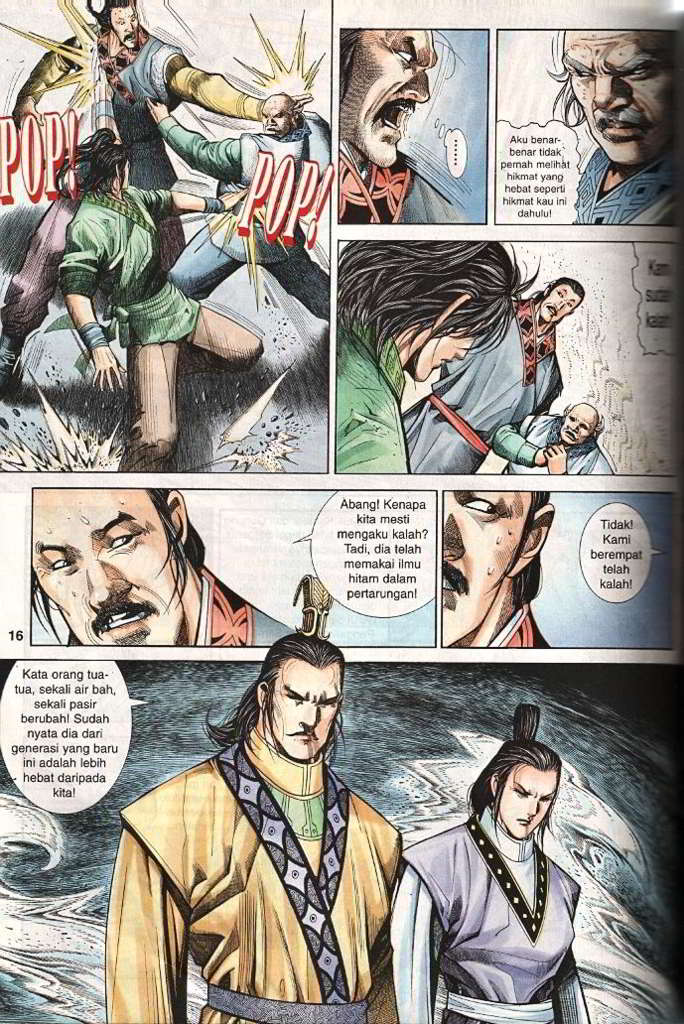 POP!
POP!
......
Aku benar-
benar tidak
pernah melihat
hikmat yang
hebat seperti
hikmat kau ini
dahulu!
sudah
Abang! Kenapa
kita mesti
mengaku kalah?
Tadi, dia telah
memakai ilmu
hitam dalam
pertarungan!
Tidak!
Kami
berempat
telah
kalah!
16
Kata orang tua-
tua, sekali air bah,
sekali pasir
berubah! Sudah
nyata dia dari
generasi yang baru
ini adalah lebih
hebat daripada
kita!